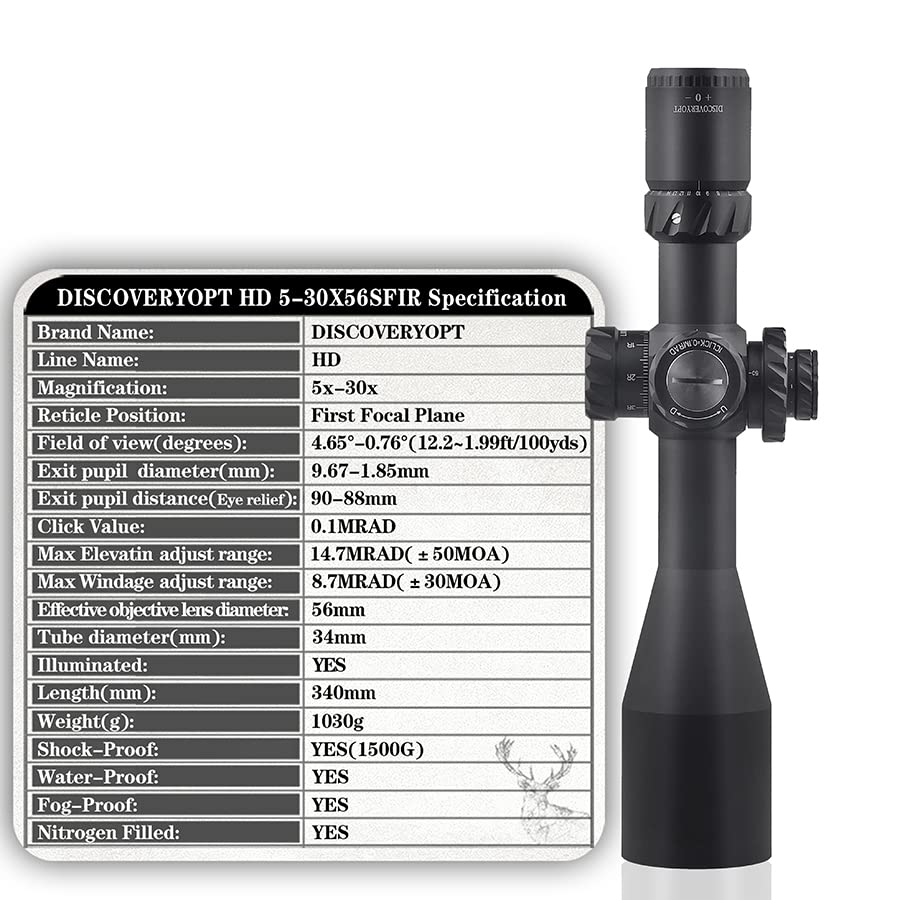 DISCOVERYOPT HD 5-30X56SFIR Specification
Brand Name: DISCOVERYOPT
Line Name: HD
Magnification: 5x-30x
Reticle Position: First Focal Plane
Field of view(degrees): 4.65°-0.76°(12.2~1.99ft/100yds)
Exit pupil diameter(mm): 9.67-1.85mm
Exit pupil distance(Eye relief): 90-88mm
Click Value: 0.1MRAD
Max Elevatin adjust range: 14.7MRAD( ±50MOA)
Max Windage adjust range: 8.7MRAD( ±30MOA)
Effective objective lens diameter: 56mm
Tube diameter(mm): 34mm
Illuminated: YES
Length(mm): 340mm
Weight(g): 1030g
Shock-Proof: YES(1500G)
Water-Proof: YES
Fog-Proof: YES
Nitrogen Filled: YES
DISCOVERYOPT
+ 0 -
1R
2R
3R
1CLICK=0.1MRAD
U D
50